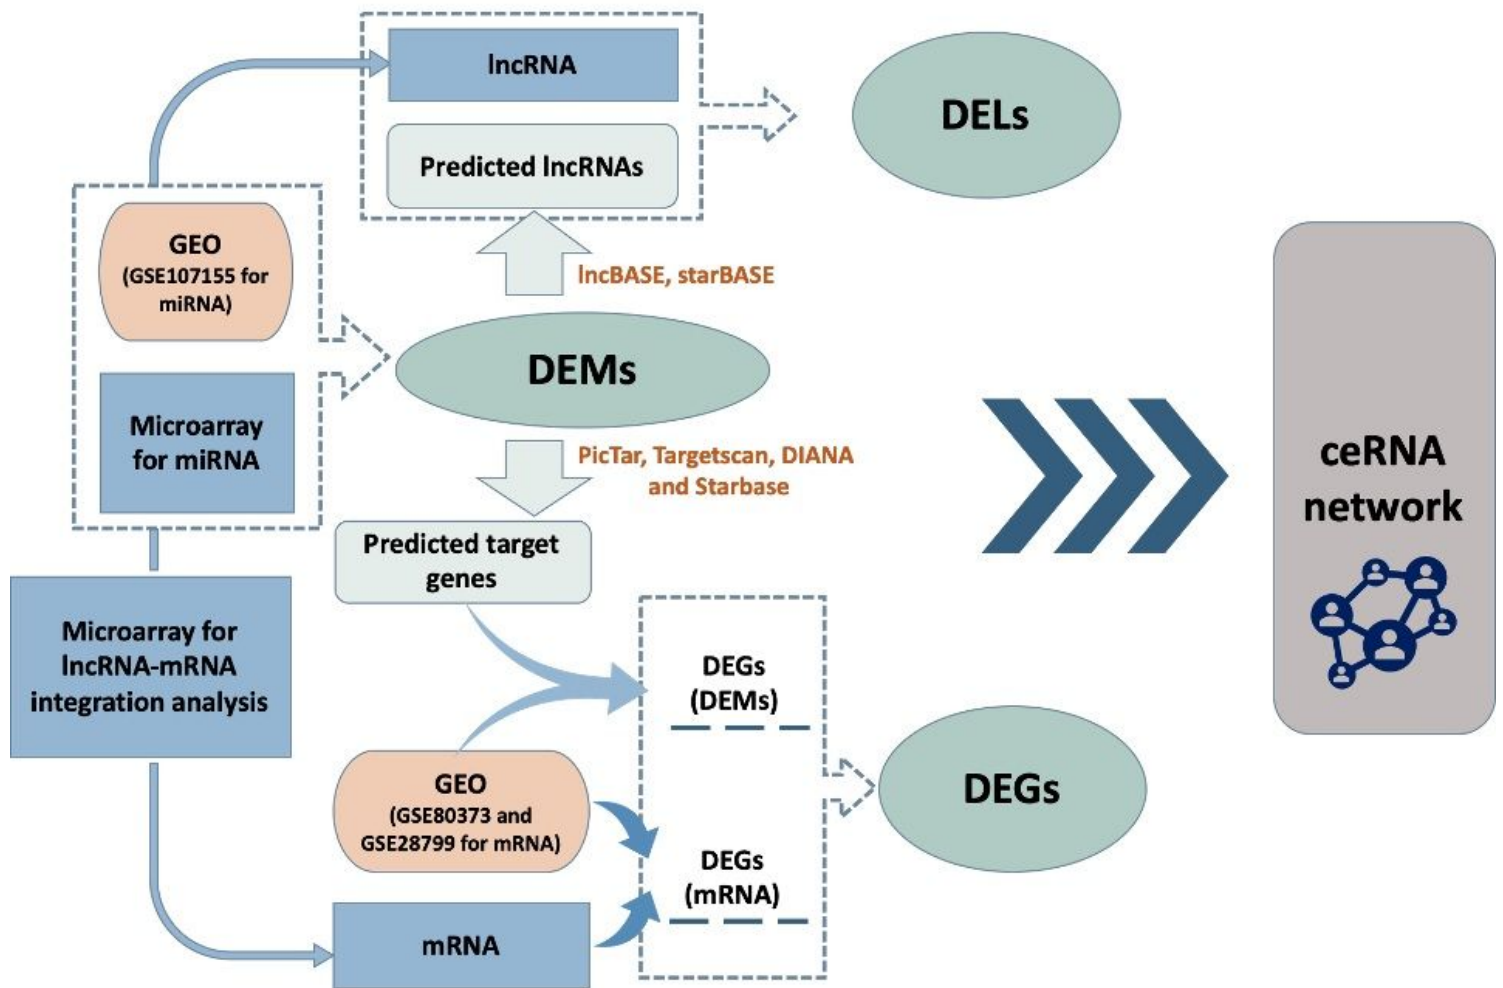 lncRNA
Predicted lncRNAs
DELs
GEO
(GSE107155 for
miRNA)
lncBASE, starBASE
Microarray
for miRNA
DEMs
PicTar, Targetscan, DIANA
and Starbase
Predicted target
genes
ceRNA
network
Microarray for
lncRNA-mRNA
integration analysis
DEGs
(DEMs)
GEO
(GSE80373 and
GSE28799 for mRNA)
DEGs
DEGs
(mRNA)
mRNA